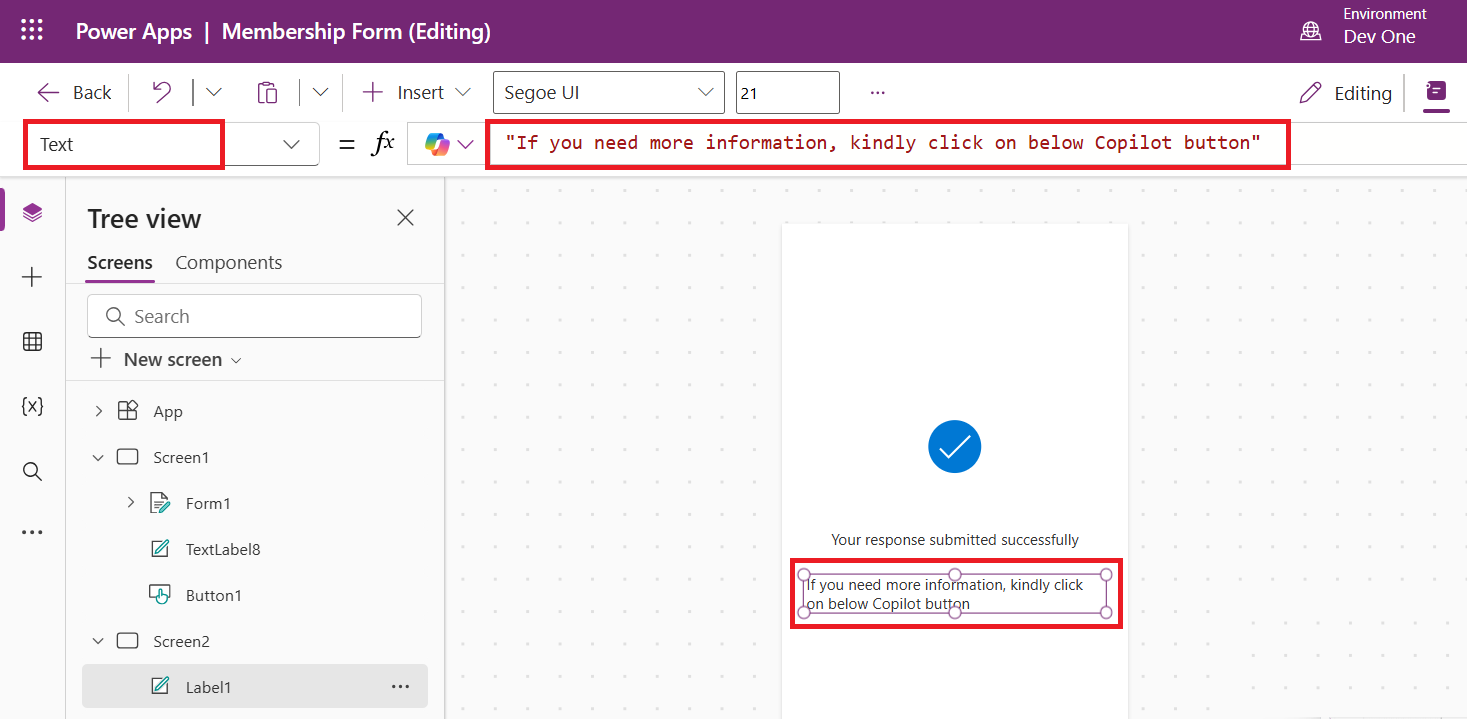 Power Apps | Membership Form (Editing)
Environment
Dev One
Back
Insert
Segoe UI
21
...
Editing
Text
= fx
"If you need more information, kindly click on below Copilot button"
Tree view
Screens Components
Search
New screen
App
Screen1
Form1
TextLabel8
Button1
Screen2
Label1
...
{x}
Your response submitted successfully
If you need more information, kindly click
on below Copilot button